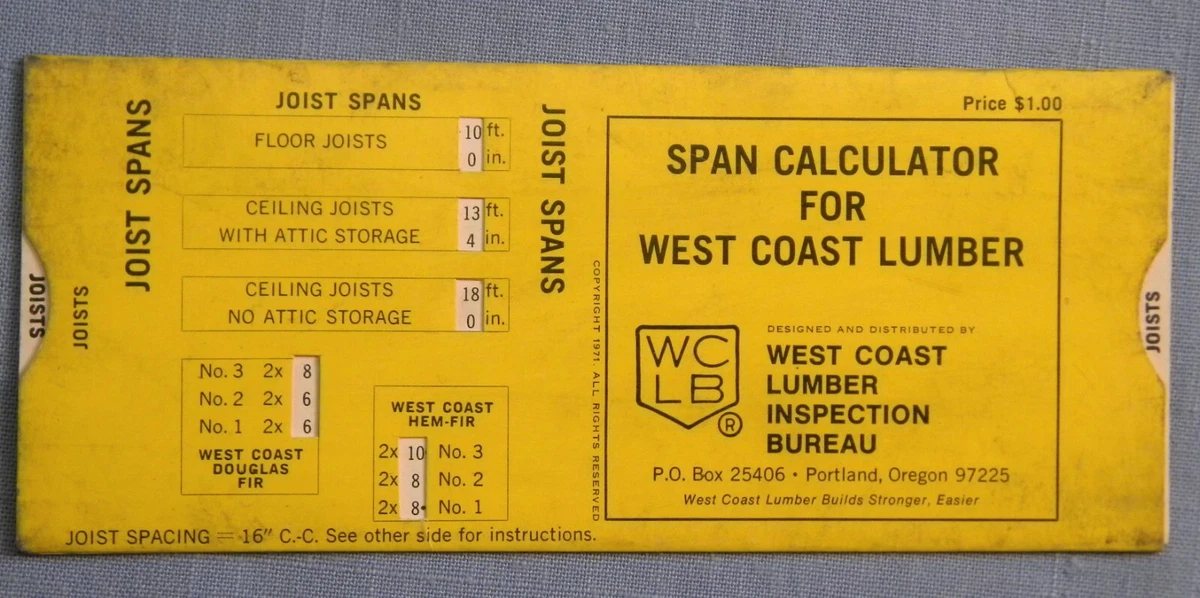 JOISTS
JOISTS
JOIST SPANS
JOIST SPANS
FLOOR JOISTS 10 ft.
0 in.
CEILING JOISTS 13 ft.
WITH ATTIC STORAGE 4 in.
CEILING JOISTS 18 ft.
NO ATTIC STORAGE 0 in.
No. 3 2x 8
No. 2 2x 6
No. 1 2x 6
WEST COAST
DOUGLAS
FIR
WEST COAST
HEM-FIR
2x 10 No. 3
2x 8 No. 2
2x 8• No. 1
JOIST SPACING = 16" C.-C. See other side for instructions.
JOIST SPANS
COPYRIGHT 1971. ALL RIGHTS RESERVED
Price $1.00
SPAN CALCULATOR
FOR
WEST COAST LUMBER
WC
LB
®
DESIGNED AND DISTRIBUTED BY
WEST COAST
LUMBER
INSPECTION
BUREAU
P.O. Box 25406 • Portland, Oregon 97225
West Coast Lumber Builds Stronger, Easier
JOISTS